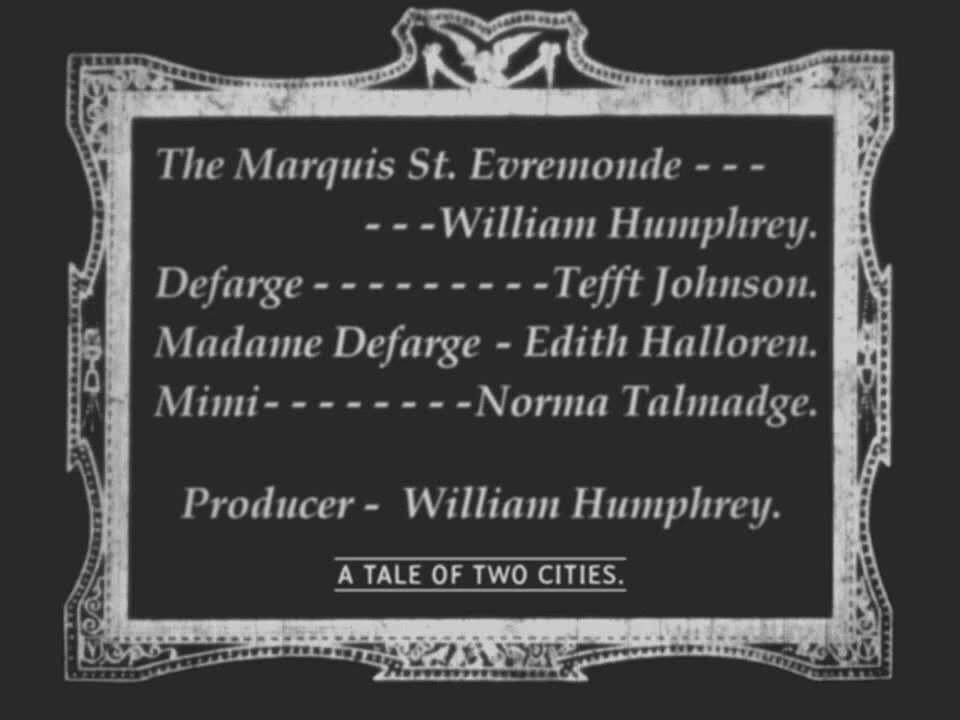 The Marquis St. Evremonde - - -
- - -William Humphrey.
Defarge - - - - - - - - -Tefft Johnson.
Madame Defarge - Edith Halloren.
Mimi- - - - - - - -Norma Talmadge.
Producer - William Humphrey.
A TALE OF TWO CITIES.